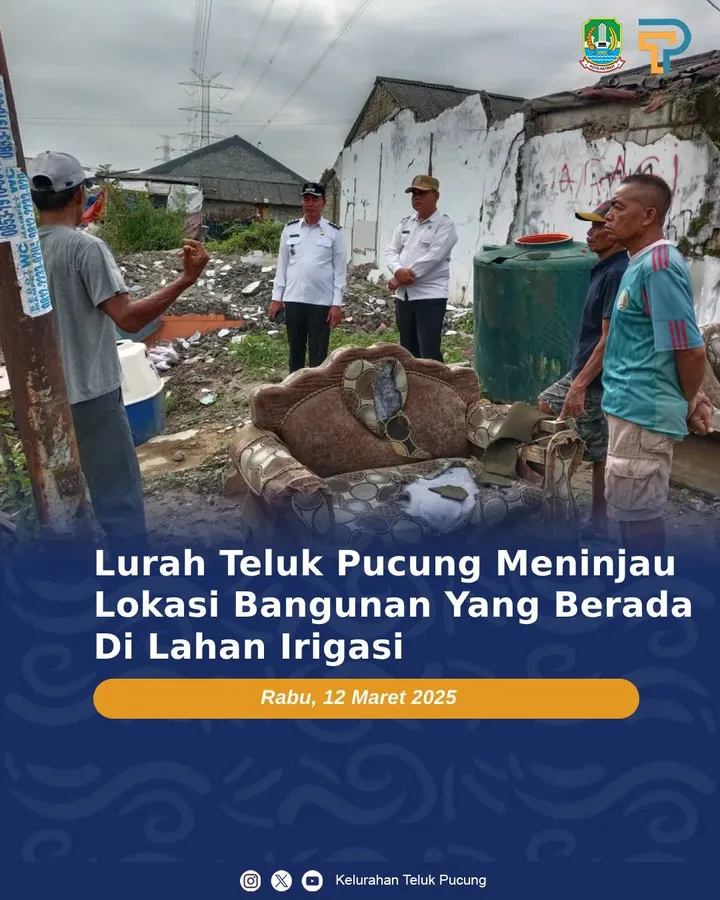 Lurah Teluk Pucung Meninjau
Lokasi Bangunan Yang Berada
Di Lahan Irigasi
Rabu, 12 Maret 2025
Kelurahan Teluk Pucung